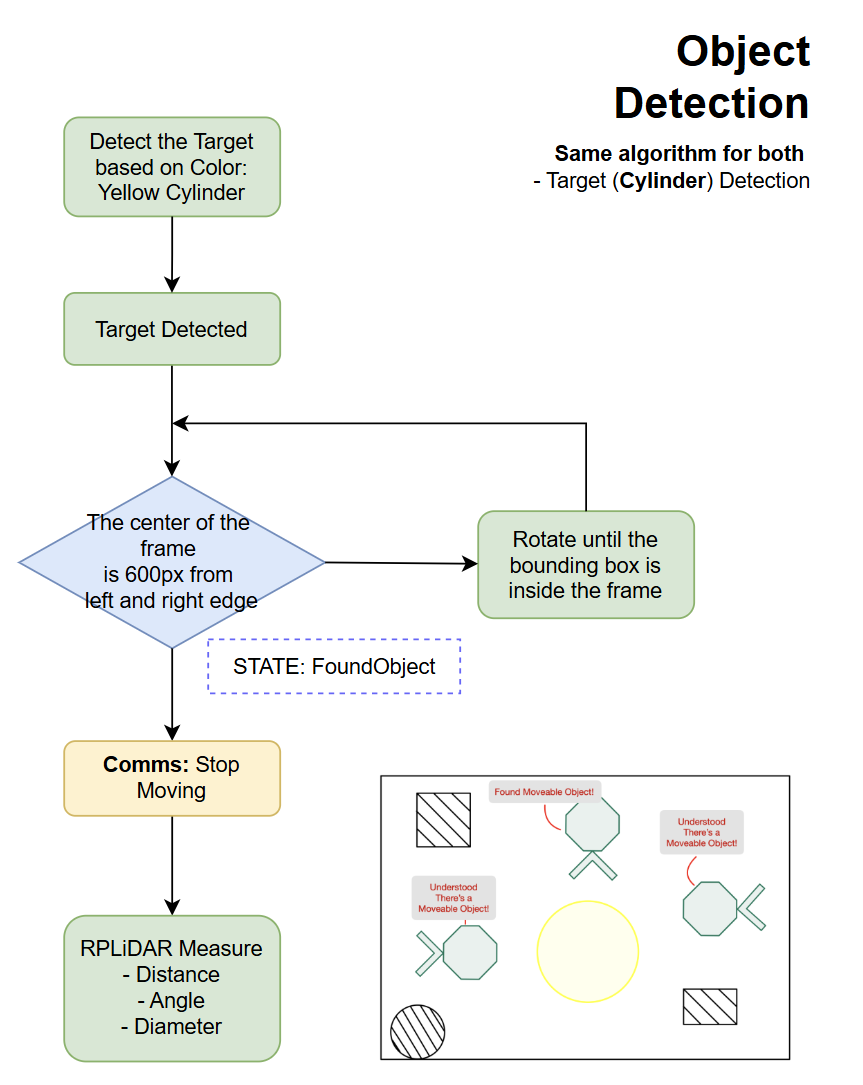 Object
Detection
Same algorithm for both
- Target (Cylinder) Detection
Detect the Target
based on Color:
Yellow Cylinder
Target Detected
The center of the
frame
is 600px from
left and right edge
Rotate until the
bounding box is
inside the frame
STATE: FoundObject
Comms: Stop
Moving
RPLiDAR Measure
- Distance
- Angle
- Diameter
Found Moveable Object!
Understood
There's a
Moveable Object!
Understood
There's a
Moveable Object!